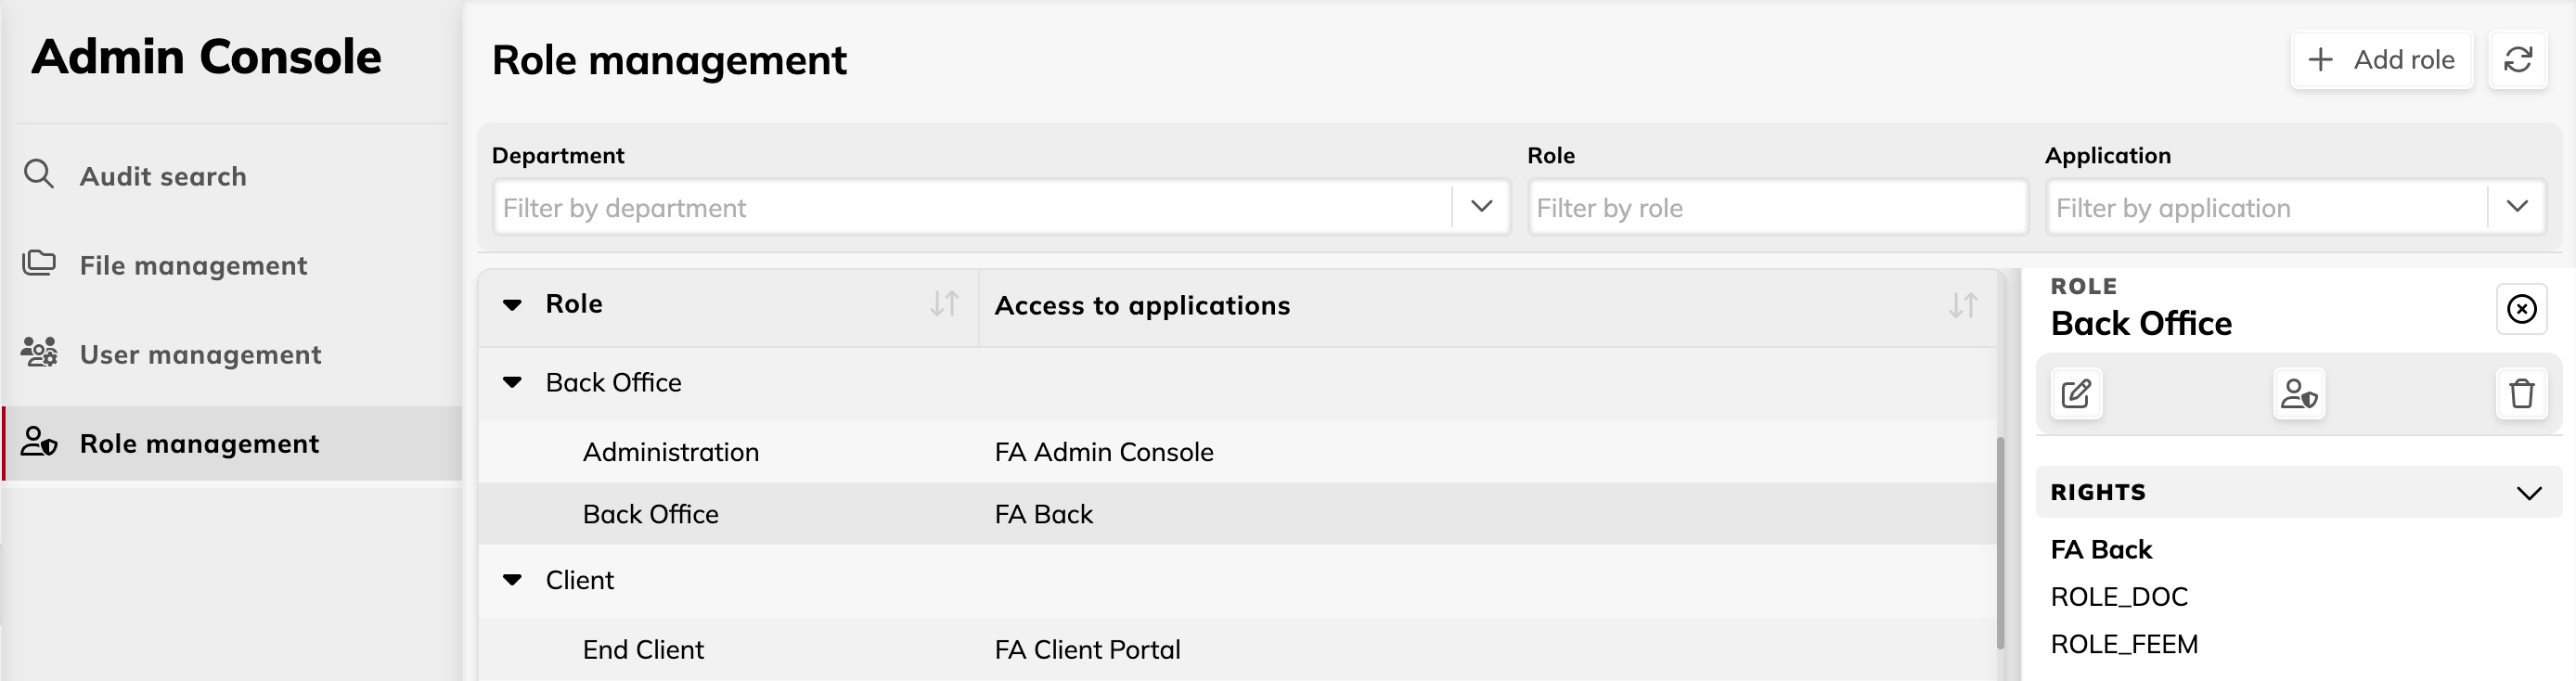 Admin Console
Audit search
File management
User management
Role management
Role management
Add role
Department
Role
Application
Filter by department
Filter by role
Filter by application
Role
Access to applications
Back Office
Administration
FA Admin Console
Back Office
FA Back
Client
End Client
FA Client Portal
ROLE
Back Office
RIGHTS
FA Back
ROLE_DOC
ROLE_FEEM